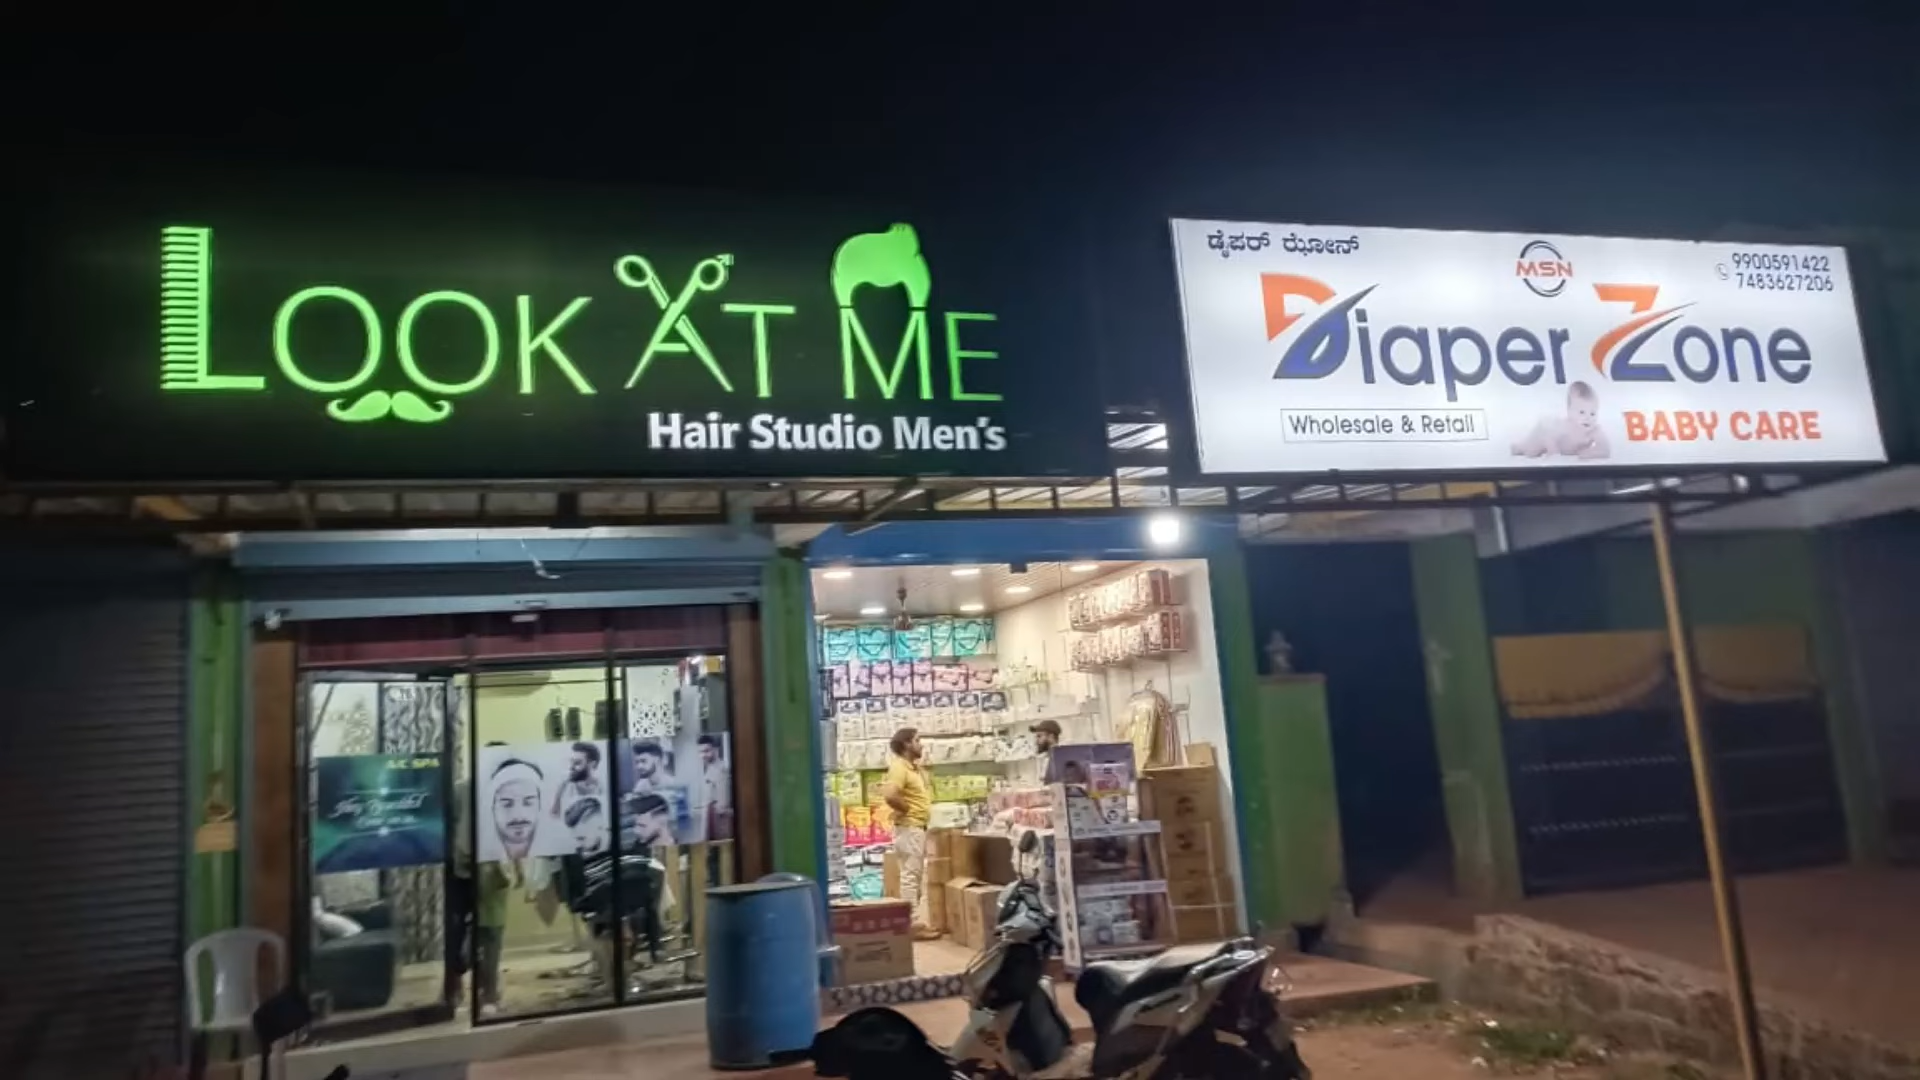 LOOK AT ME
Hair Studio Men's
ಡೈಪರ್ ಝೋನ್
MSN
9900591422
7483627206
Diaper Zone
Wholesale & Retail
BABY CARE
A/C SPA